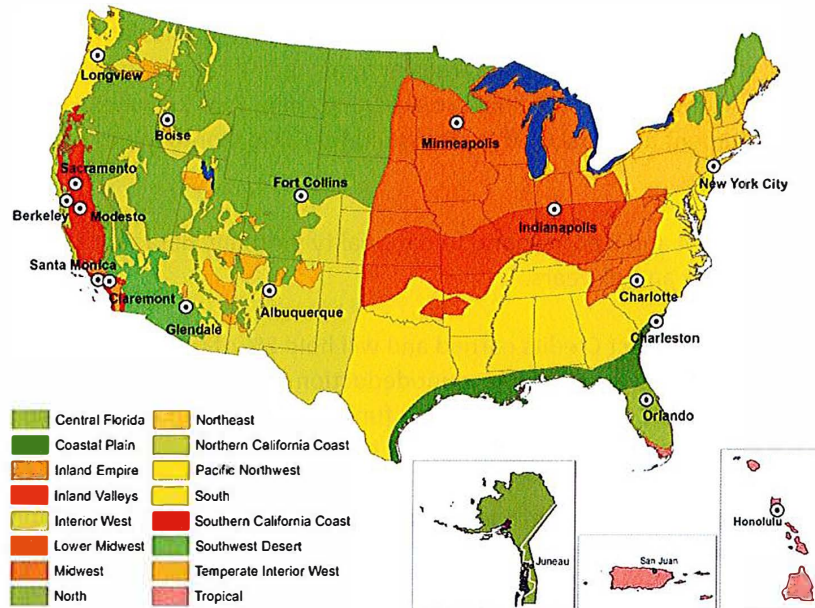 Longview
Boise
Minneapolis
New York City
Sacramento
Fort Collins
Berkeley
Modesto
Indianapolis
Santa Monica
Claremont
Glendale
Albuquerque
Charlotte
Charleston
Orlando
Central Florida
Coastal Plain
Inland Empire
Inland Valleys
Interior West
Lower Midwest
Midwest
North
Northeast
Northern California Coast
Pacific Northwest
South
Southern California Coast
Southwest Desert
Temperate Interior West
Tropical
Juneau
San Juan
Honolulu